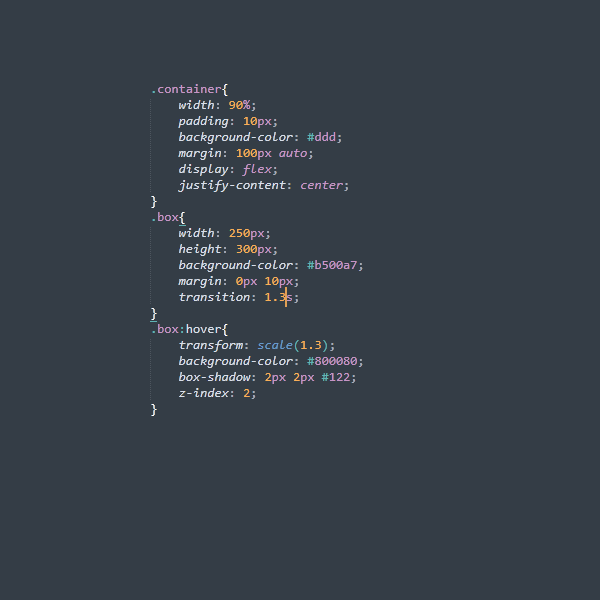 .container{
    width: 90%;
    padding: 10px;
    background-color: #ddd;
    margin: 100px auto;
    display: flex;
    justify-content: center;
}
.box{
    width: 250px;
    height: 300px;
    background-color: #b500a7;
    margin: 0px 10px;
    transition: 1.3s;
}
.box:hover{
    transform: scale(1.3);
    background-color: #800080;
    box-shadow: 2px 2px #122;
    z-index: 2;
}